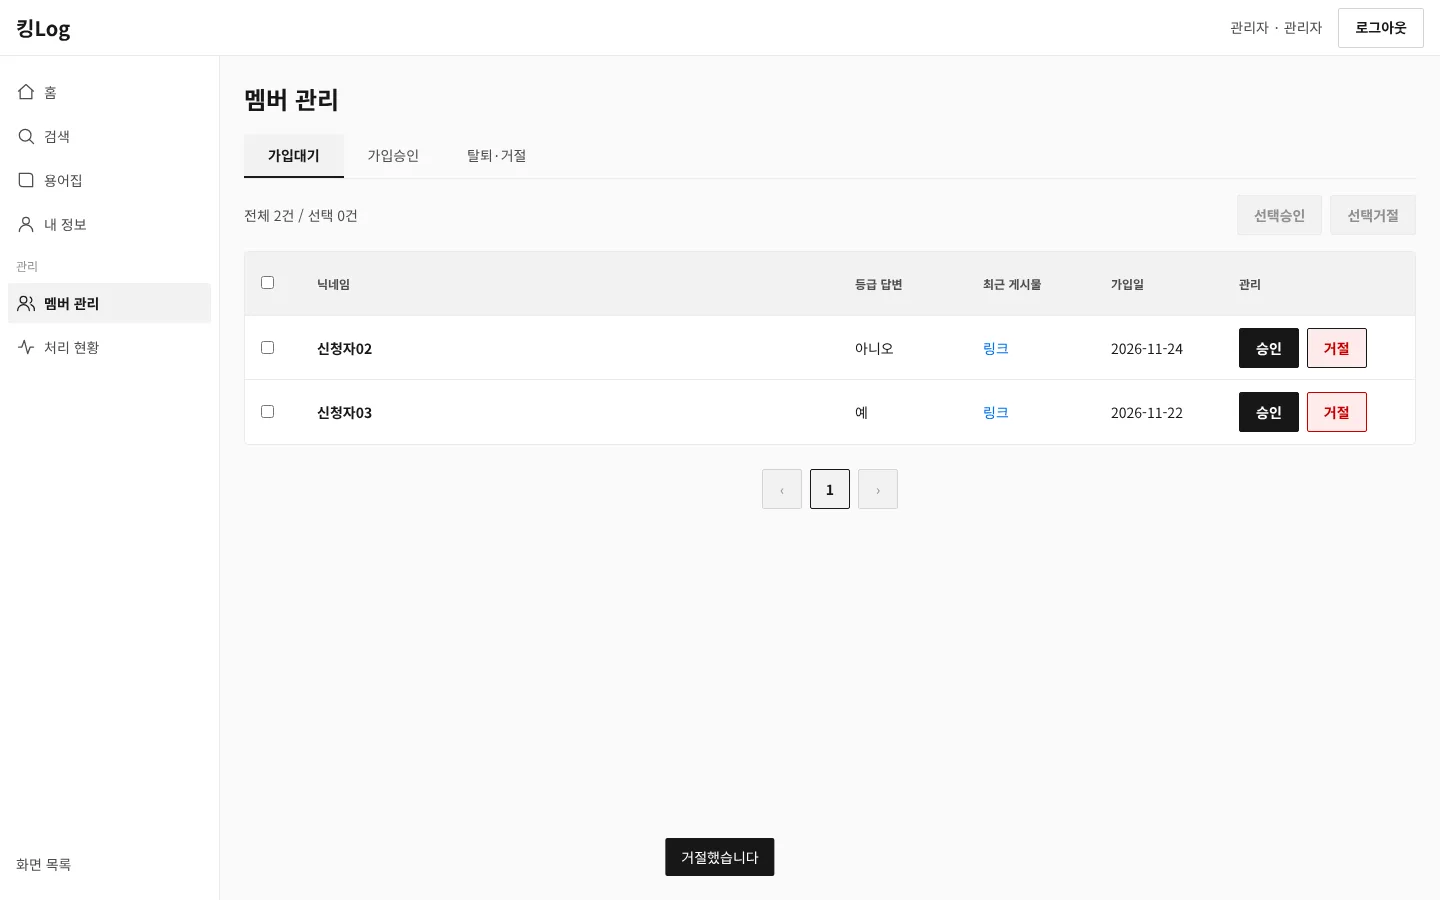 킹Log
관리자 · 관리자
로그아웃
홈
검색
용어집
내 정보
관리
멤버 관리
처리 현황
화면 목록
멤버 관리
가입대기
가입승인
탈퇴·거절
전체 2건 / 선택 0건
선택승인
선택거절
닉네임 등급 답변 최근 게시물 가입일 관리
신청자02 아니오 링크 2026-11-24 승인 거절
신청자03 예 링크 2026-11-22 승인 거절
‹ 1 ›
거절했습니다